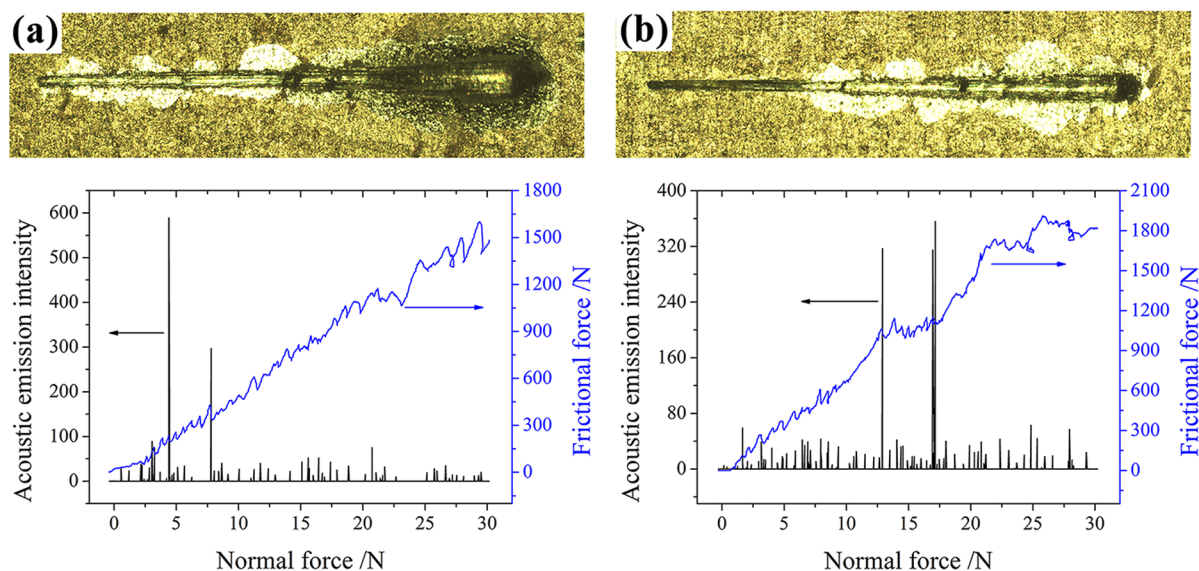 (a)
(b)
600
500
400
300
200
100
0
Acoustic emission intensity
1800
1500
1200
900
600
300
0
Frictional force /N
0 5 10 15 20 25 30
Normal force /N
400
320
240
160
80
0
Acoustic emission intensity
2100
1800
1500
1200
900
600
300
0
Frictional force /N
0 5 10 15 20 25 30
Normal force /N